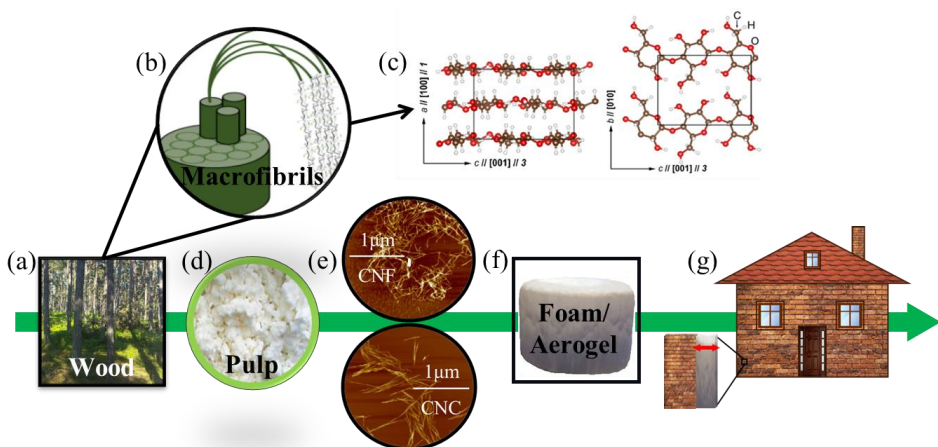 (b)
Macrofibrils
(c)
a // [100] // 1
c // [001] // 3
b // [010]
c // [001] // 3
C
H
O
(a)
Wood
(d)
Pulp
(e)
1μm
CNF
1μm
CNC
(f)
Foam/
Aerogel
(g)